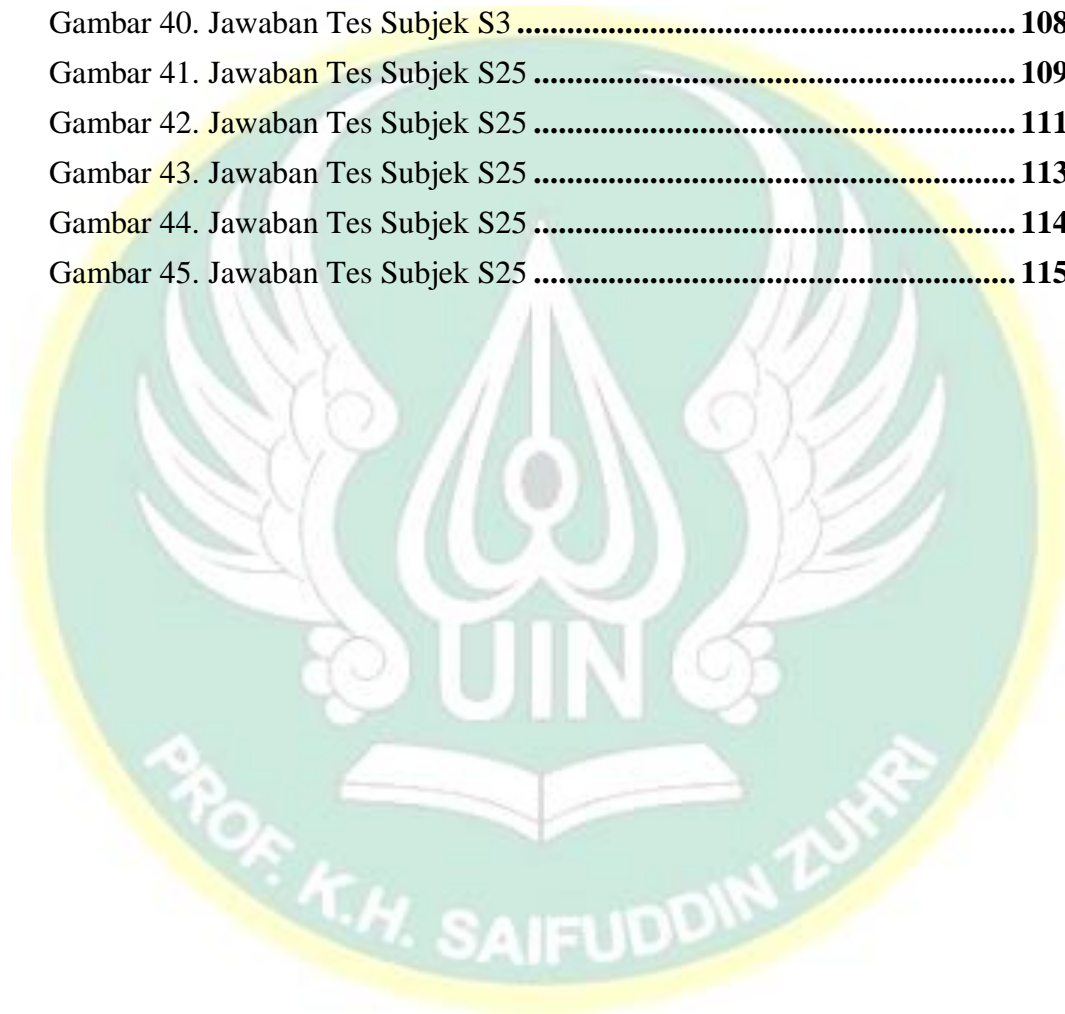 Gambar 40. Jawaban Tes Subjek S3 ............................................................ 108
Gambar 41. Jawaban Tes Subjek S25 .......................................................... 109
Gambar 42. Jawaban Tes Subjek S25 .......................................................... 111
Gambar 43. Jawaban Tes Subjek S25 .......................................................... 113
Gambar 44. Jawaban Tes Subjek S25 .......................................................... 114
Gambar 45. Jawaban Tes Subjek S25 .......................................................... 115
UIN
PROF. K.H. SAIFUDDIN ZUHRI